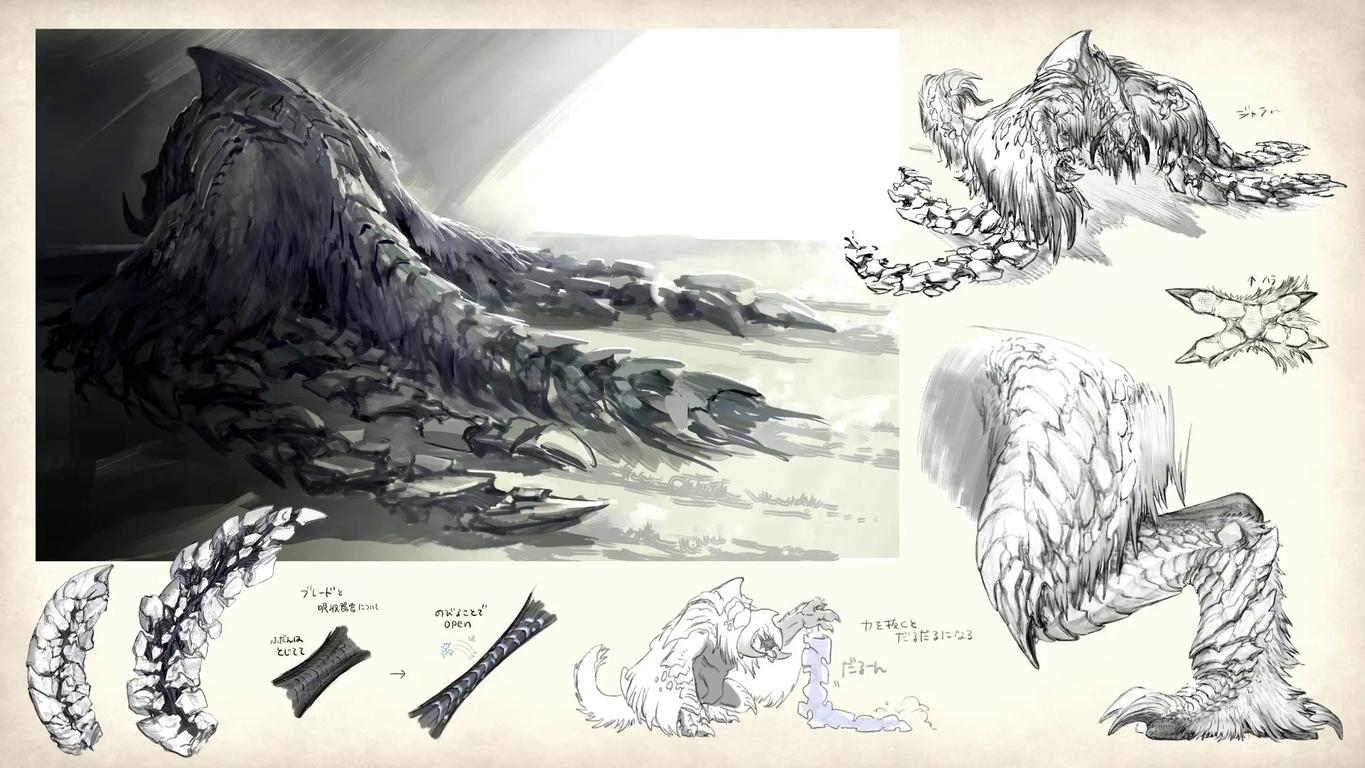 ジャラ…
↑ハラ
ブレードと
吸収器官について
ふだんは
とじてて
→
のびることで
open
力を抜くと
だるだるになる
だるーん